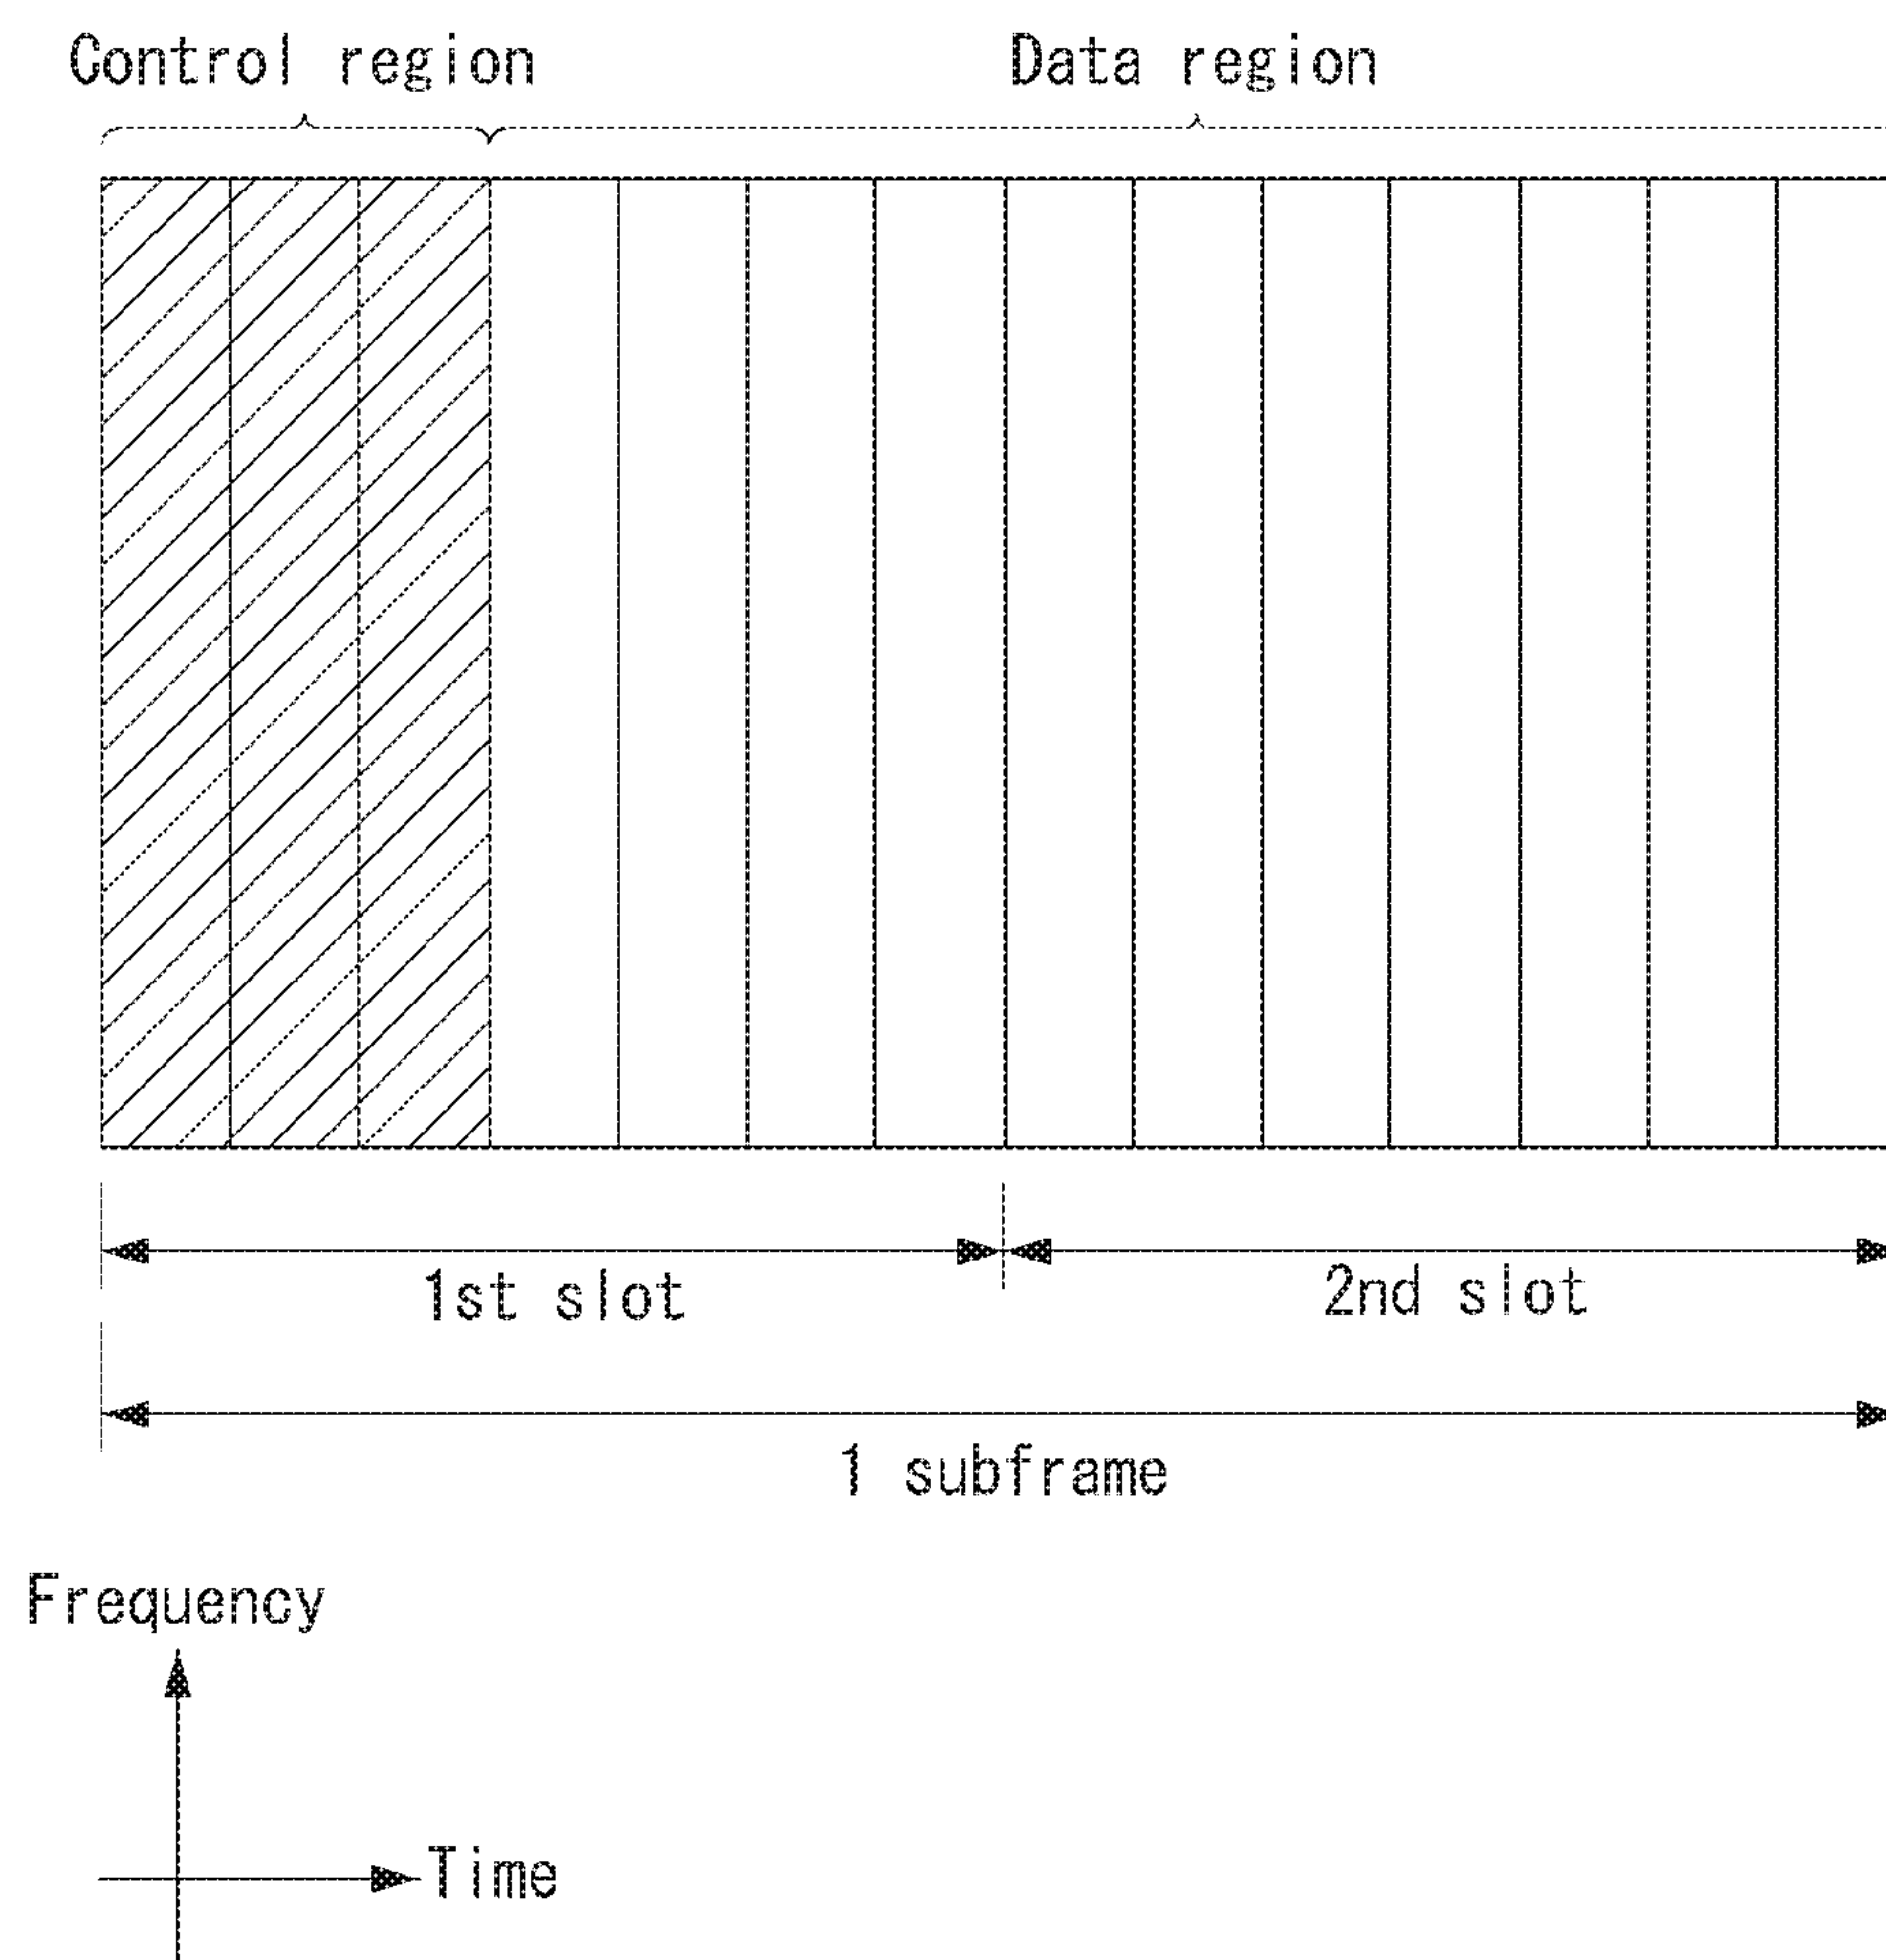 Control region
Data region
1st slot
2nd slot
1 subframe
Frequency
Time